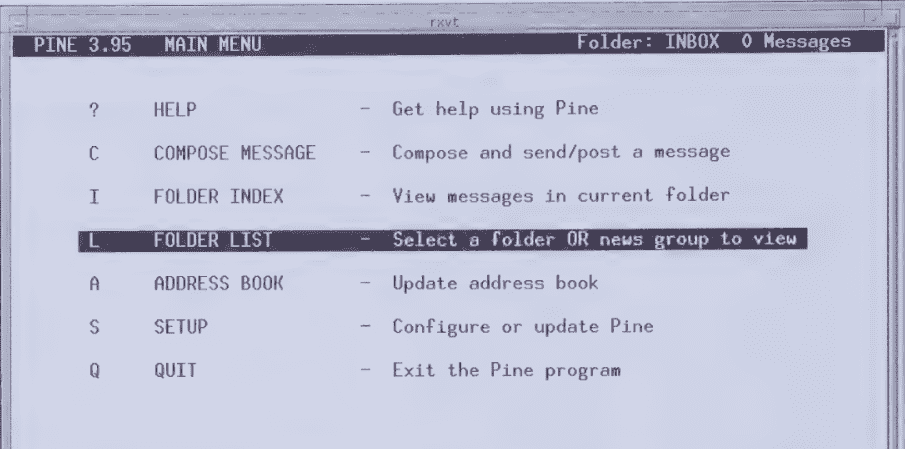 rxvt
PINE 3.95 MAIN MENU Folder: INBOX 0 Messages
? HELP - Get help using Pine
C COMPOSE MESSAGE - Compose and send/post a message
I FOLDER INDEX - View messages in current folder
L FOLDER LIST - Select a folder OR news group to view
A ADDRESS BOOK - Update address book
S SETUP - Configure or update Pine
Q QUIT - Exit the Pine program